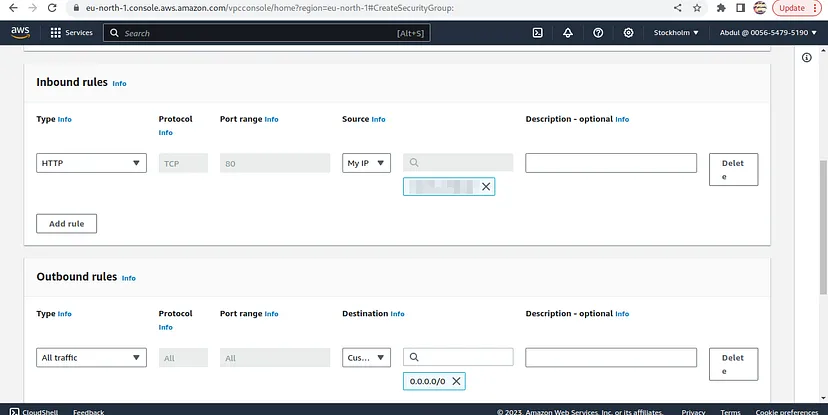 eu-north-1.console.aws.amazon.com/vpcconsole/home?region=eu-north-1#CreateSecurityGroup:
Update
aws
Services
Search
[Alt+S]
Stockholm
Abdul @ 0056-5479-5190
Inbound rules Info
Type Info
Protocol Info
Port range Info
Source Info
Description - optional Info
HTTP
TCP
80
My IP
Delet
e
Add rule
Outbound rules Info
Type Info
Protocol Info
Port range Info
Destination Info
Description - optional Info
All traffic
All
All
Cus...
Delet
e
0.0.0.0/0
CloudShell
Feedback
© 2023, Amazon Web Services, Inc. or its affiliates.
Privacy
Terms
Cookie preferences